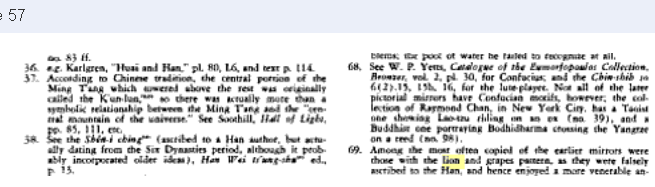 57
no. 83 ff.
36. e.g. Karlgren, "Huai and Han," pl. 80, L6, and text p. 114.
37. According to Chinese tradition, the central portion of the
Ming T'ang which towered above the rest was originally
called the K'un-lun, so there was actually more than a
symbolic relationship between the Ming T'ang and the "cen-
tral mountain of the universe." See Soothill, Hall of Light,
pp. 85, 111, etc.
38. See the Shên-i ching (ascribed to a Han author, but actu-
ally dating from the Six Dynasties period, although it prob-
ably incorporated older ideas), Han Wei ts'ung-shu ed.,
p. 15.
blems; the pool of water he failed to recognize at all.
68. See W. P. Yetts, Catalogue of the Eumorfopoulos Collection,
Bronzes, vol. 2, pl. 30, for Confucius; and the Chin-shih so
6(2).15, 15b, 16, for the lute-player. Not all of the later
pictorial mirrors have Confucian motifs, however; the col-
lection of Raymond Chan, in New York City, has a Taoist
one showing Lao-tzu riding on an ox (no. 39), and a
Buddhist one portraying Bodhidharma crossing the Yangtze
on a reed (no. 98).
69. Among the most often copied of the earlier mirrors were
those with the lion and grapes pattern, as they were falsely
ascribed to the Han, and hence enjoyed a more venerable an-